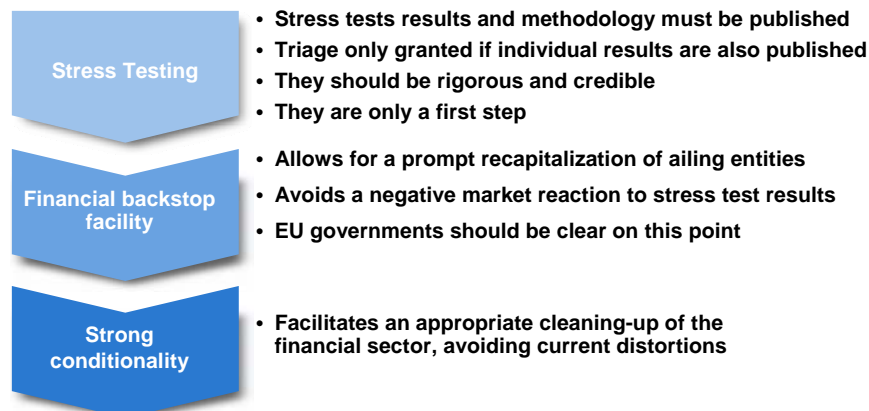 Stress Testing
• Stress tests results and methodology must be published
• Triage only granted if individual results are also published
• They should be rigorous and credible
• They are only a first step
Financial backstop
facility
• Allows for a prompt recapitalization of ailing entities
• Avoids a negative market reaction to stress test results
• EU governments should be clear on this point
Strong
conditionality
• Facilitates an appropriate cleaning-up of the
financial sector, avoiding current distortions